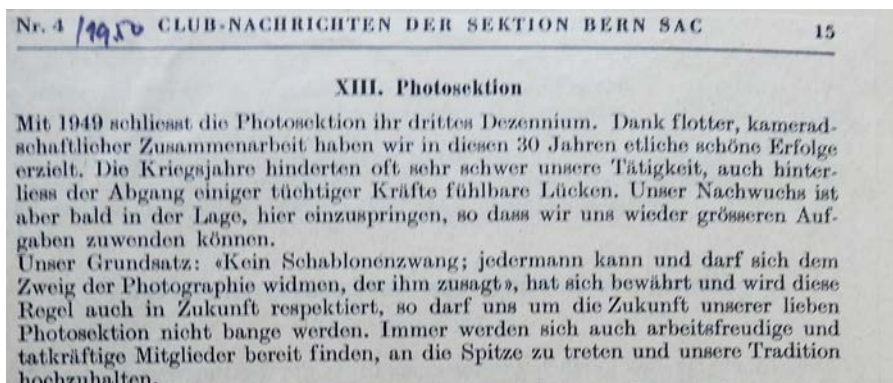 Nr. 4 /1950 CLUB-NACHRICHTEN DER SEKTION BERN SAC 15
XIII. Photosektion
Mit 1949 schliesst die Photosektion ihr drittes Dezennium. Dank flotter, kamerad-
schaftlicher Zusammenarbeit haben wir in diesen 30 Jahren etliche schöne Erfolge
erzielt. Die Kriegsjahre hinderten oft sehr schwer unsere Tätigkeit, auch hinter-
liess der Abgang einiger tüchtiger Kräfte fühlbare Lücken. Unser Nachwuchs ist
aber bald in der Lage, hier einzuspringen, so dass wir uns wieder grösseren Auf-
gaben zuwenden können.
Unser Grundsatz: «Kein Schablonenzwang; jedermann kann und darf sich dem
Zweig der Photographie widmen, der ihm zusagt», hat sich bewährt und wird diese
Regel auch in Zukunft respektiert, so darf uns um die Zukunft unserer lieben
Photosektion nicht bange werden. Immer werden sich auch arbeitsfreudige und
tatkräftige Mitglieder bereit finden, an die Spitze zu treten und unsere Tradition
hochzuhalten.